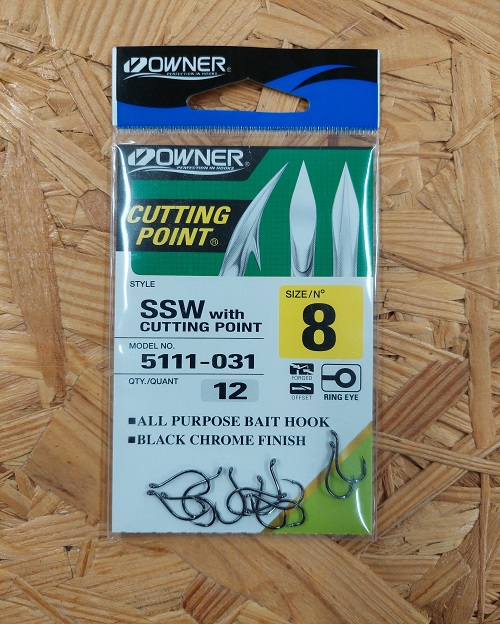 OWNER®
PERFECTION IN HOOKS
OWNER®
PERFECTION IN HOOKS
CUTTING
POINT®
STYLE
SSW with
CUTTING POINT
SIZE/Nº
8
MODEL NO.
5111-031
QTY./QUANT
12
FORGED
OFFSET
RING EYE
■ALL PURPOSE BAIT HOOK
■BLACK CHROME FINISH